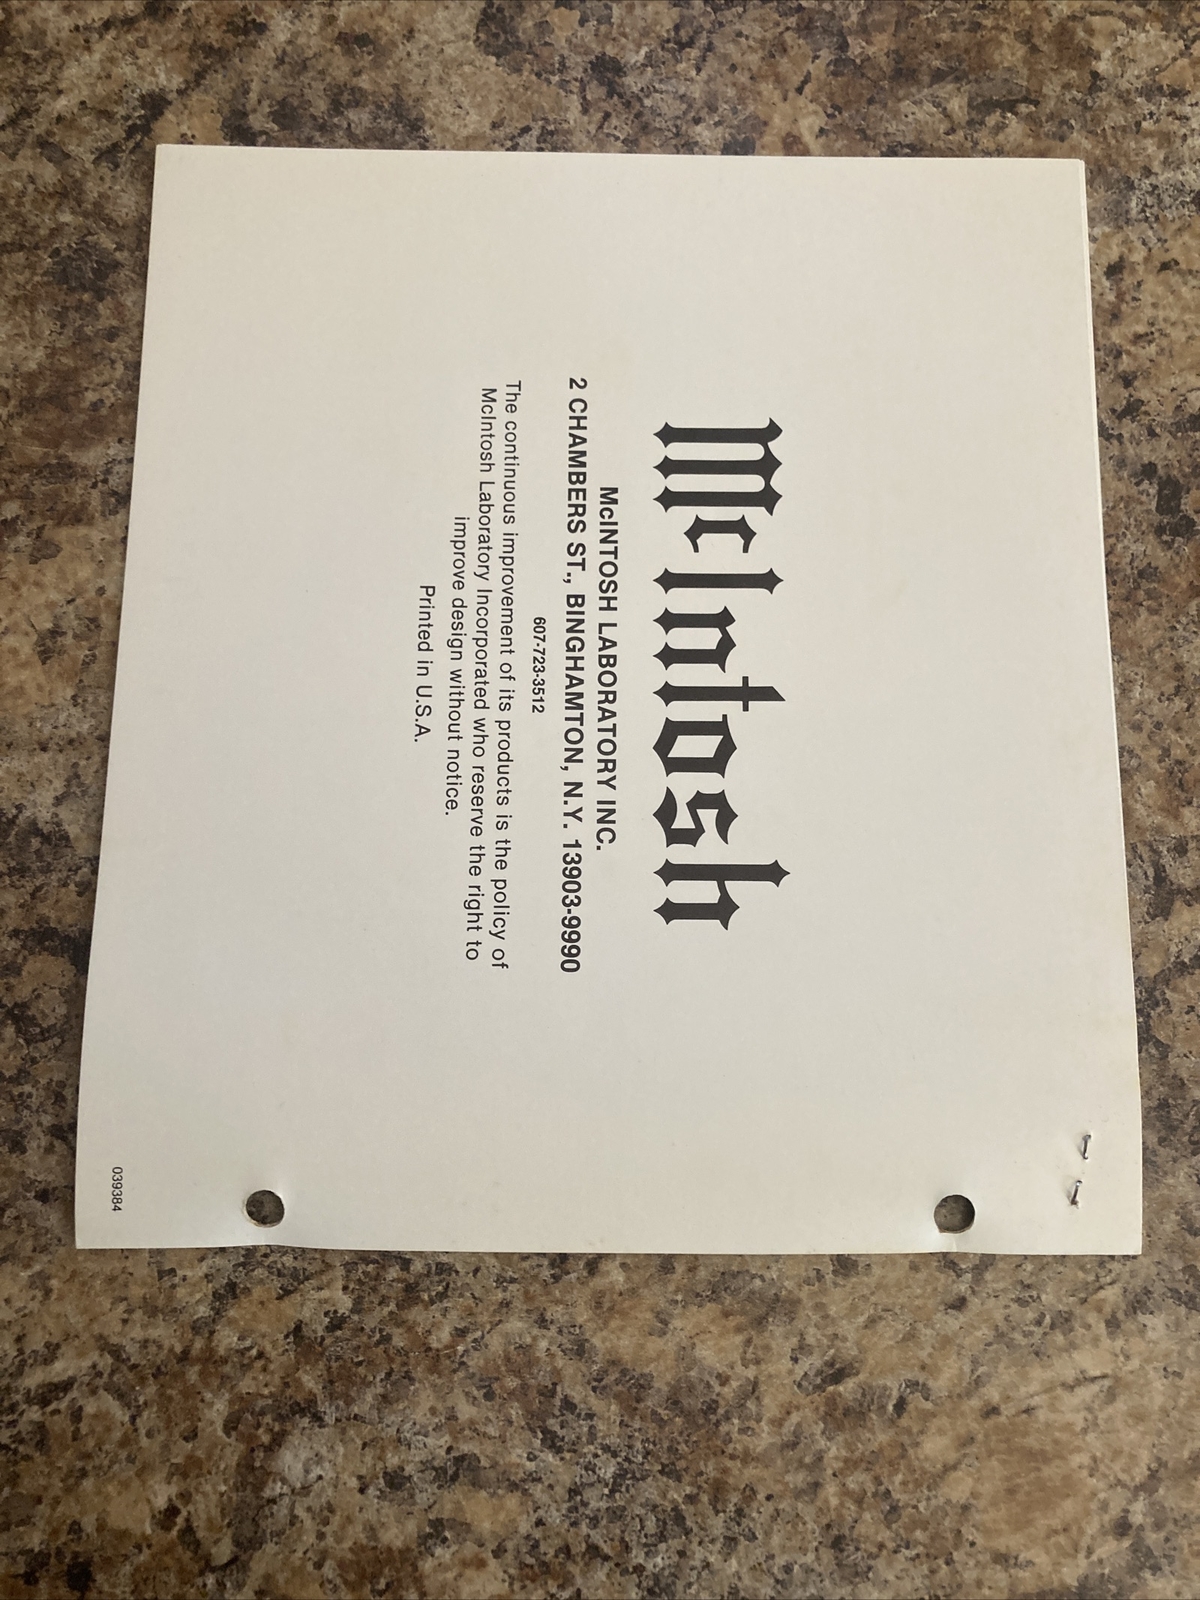 McIntosh
McINTOSH LABORATORY INC.
2 CHAMBERS ST., BINGHAMTON, N.Y. 13903-9990
607-723-3512
The continuous improvement of its products is the policy of
McIntosh Laboratory Incorporated who reserve the right to
improve design without notice.
Printed in U.S.A.
039384